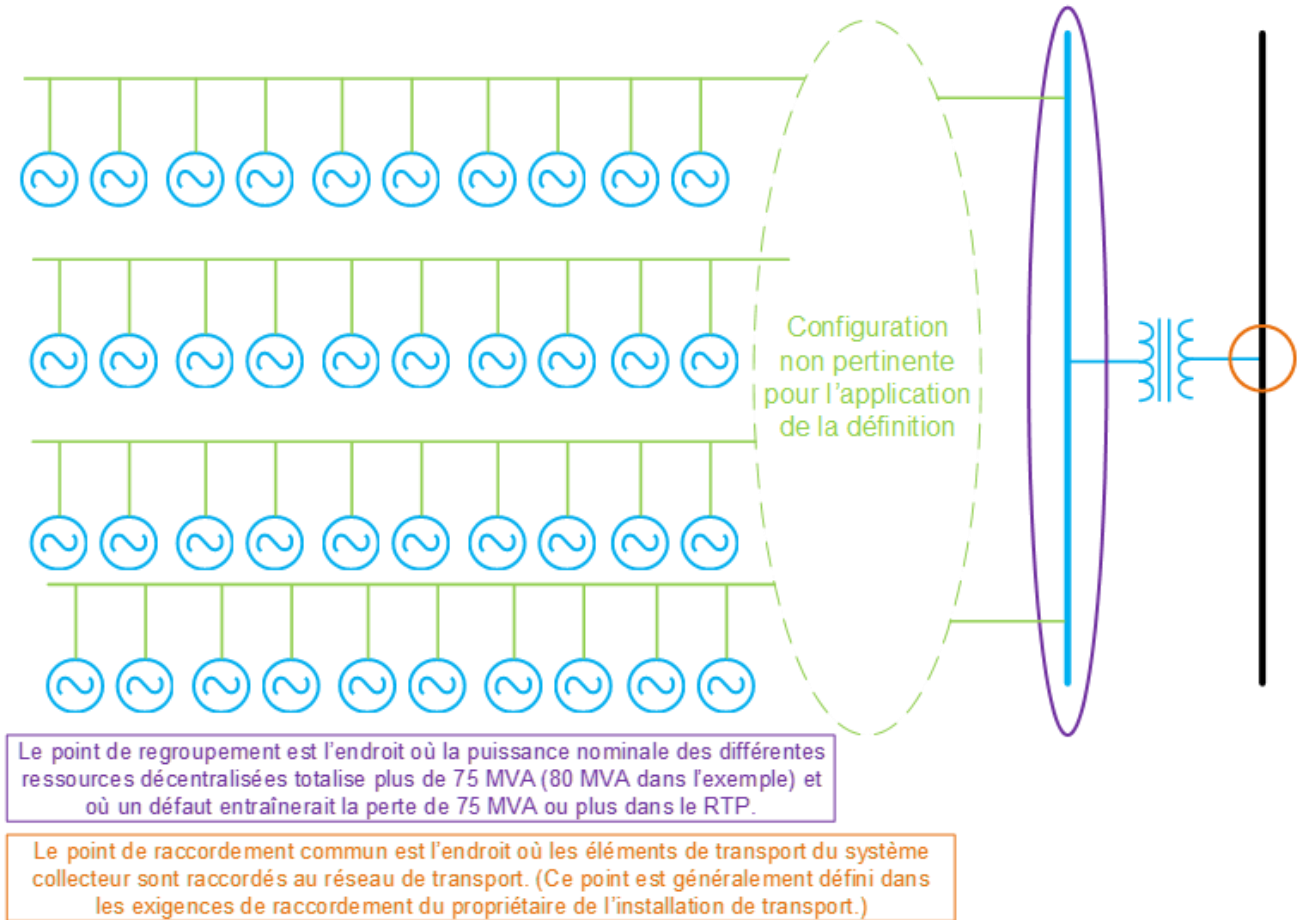 Configuration
non pertinente
pour l'application
de la définition
Le point de regroupement est l'endroit où la puissance nominale des différentes
ressources décentralisées totalise plus de 75 MVA (80 MVA dans l'exemple) et
où un défaut entraînerait la perte de 75 MVA ou plus dans le RTP.
Le point de raccordement commun est l'endroit où les éléments de transport du système
collecteur sont raccordés au réseau de transport. (Ce point est généralement défini dans
les exigences de raccordement du propriétaire de l'installation de transport.)